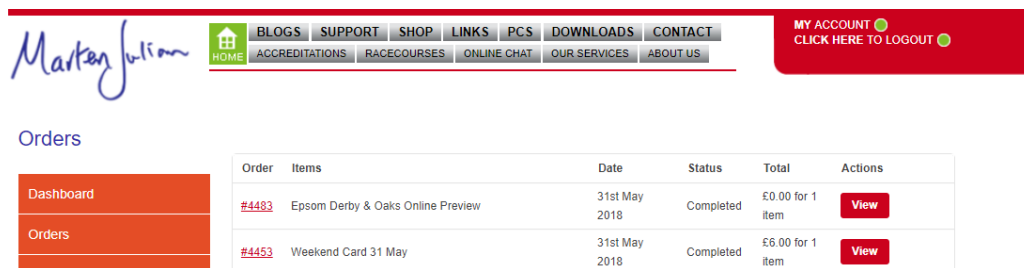 Marten Julian
HOME
BLOGS SUPPORT SHOP LINKS PCS DOWNLOADS CONTACT
ACCREDITATIONS RACECOURSES ONLINE CHAT OUR SERVICES ABOUT US
MY ACCOUNT
CLICK HERE TO LOGOUT
Orders
Dashboard
Orders
Order Items Date Status Total Actions
#4483 Epsom Derby & Oaks Online Preview 31st May 2018 Completed £0.00 for 1 item View
#4453 Weekend Card 31 May 31st May 2018 Completed £6.00 for 1 item View